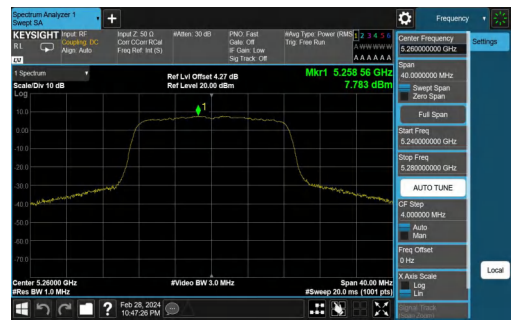 Spectrum Analyzer 1
Swept SA
Frequency
KEYSIGHT
RL
LV
Input: RF
Coupling: DC
Align: Auto
Input Z: 50 Ω
Corr CCorr RCal
Freq Ref: Int (S)
#Atten: 30 dB
PNO: Fast
Gate: Off
IF Gain: Low
Sig Track: Off
#Avg Type: Power (RMS
Trig: Free Run
1 2 3 4 5 6
A W W W W W
A A A A A A
Center Frequency
5.260000000 GHz
Settings
Span
40.0000000 MHz
Swept Span
Zero Span
Full Span
Start Freq
5.240000000 GHz
Stop Freq
5.280000000 GHz
AUTO TUNE
CF Step
4.000000 MHz
Auto
Man
Freq Offset
0 Hz
X Axis Scale
Log
Lin
Signal Track
Local
1 Spectrum
Scale/Div 10 dB
Ref Lvl Offset 4.27 dB
Ref Level 20.00 dBm
Mkr1 5.258 56 GHz
7.783 dBm
Log
1
10.0
0.00
-10.0
-20.0
-30.0
-40.0
-50.0
-60.0
-70.0
Center 5.26000 GHz
#Res BW 1.0 MHz
#Video BW 3.0 MHz
Span 40.00 MHz
#Sweep 20.0 ms (1001 pts)
?
Feb 28, 2024
10:47:26 PM